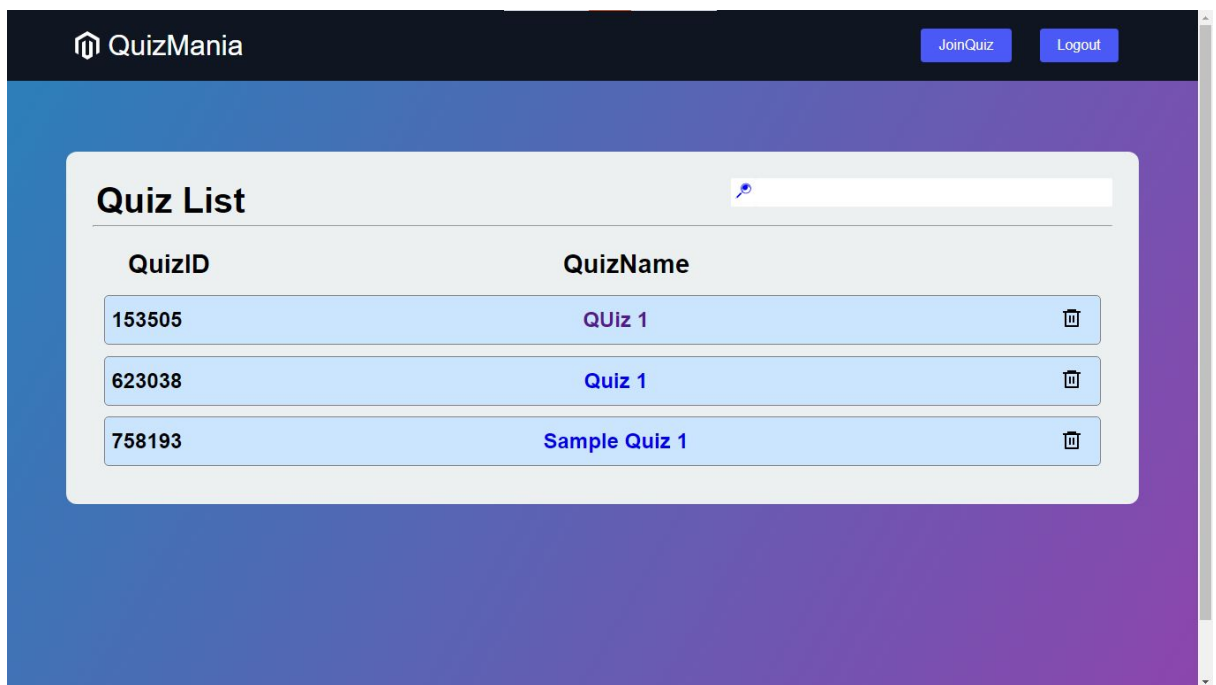 QuizMania JoinQuiz Logout
Quiz List
QuizID QuizName
153505 QUiz 1
623038 Quiz 1
758193 Sample Quiz 1